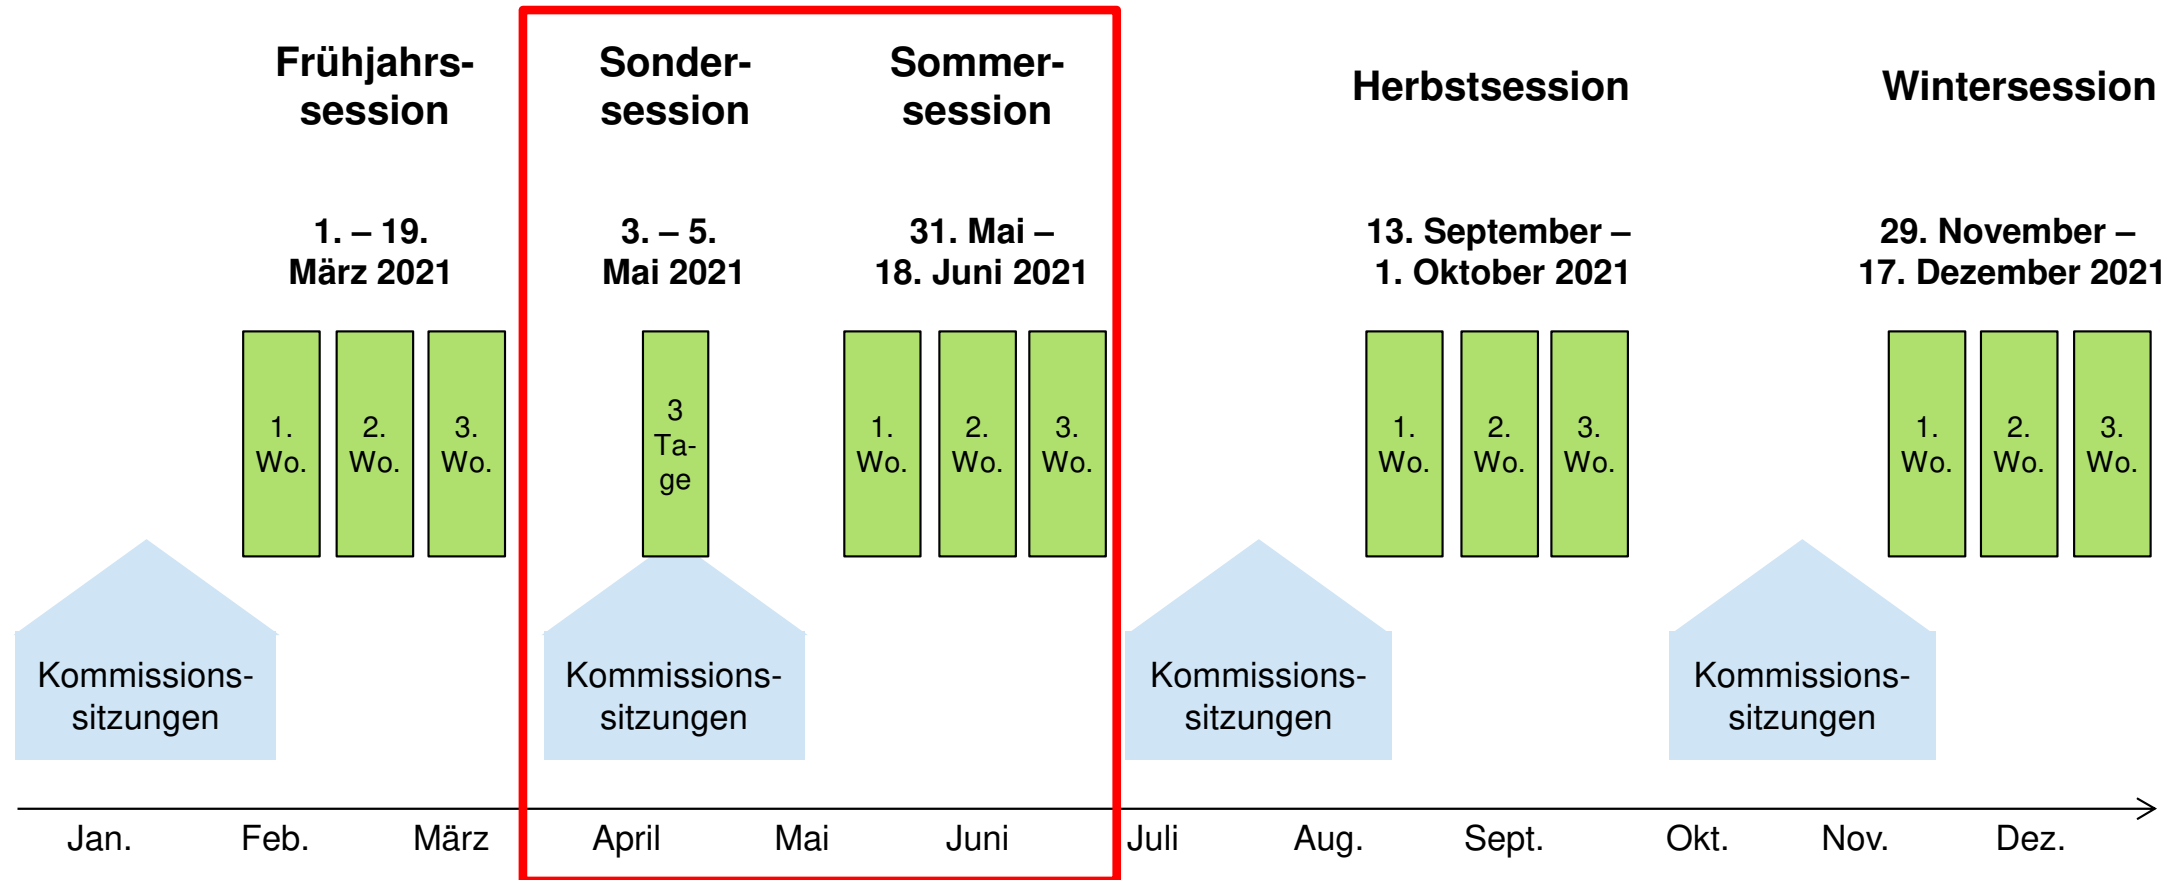 Frühjahrs-
session
Sonder-
session
Sommer-
session
Herbstsession
Wintersession
1. – 19.
März 2021
3. – 5.
Mai 2021
31. Mai –
18. Juni 2021
13. September –
1. Oktober 2021
29. November –
17. Dezember 2021
1.
Wo.
2.
Wo.
3.
Wo.
3
Ta-
ge
1.
Wo.
2.
Wo.
3.
Wo.
1.
Wo.
2.
Wo.
3.
Wo.
1.
Wo.
2.
Wo.
3.
Wo.
Kommissions-
sitzungen
Kommissions-
sitzungen
Kommissions-
sitzungen
Kommissions-
sitzungen
Jan. Feb. März April Mai Juni Juli Aug. Sept. Okt. Nov. Dez.